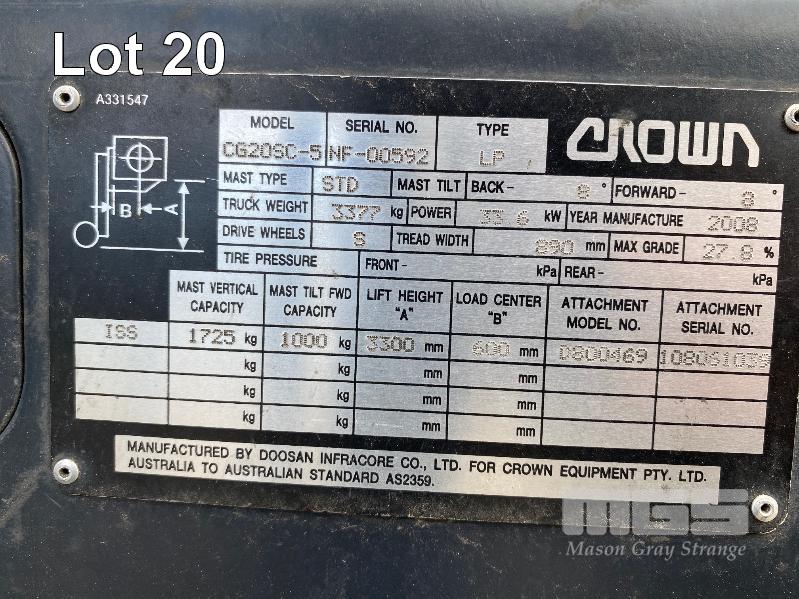 Lot 20
A331547
MODEL SERIAL NO. TYPE CROWN
CG20SC-5 NF-00592 LP
MAST TYPE STD MAST TILT BACK- 8 ° FORWARD- 8 °
TRUCK WEIGHT 3377 kg POWER 33.6 kW YEAR MANUFACTURE 2008
DRIVE WHEELS S TREAD WIDTH 890 mm MAX GRADE 27.8 %
TIRE PRESSURE FRONT- kPa REAR- kPa
B A
MAST VERTICAL CAPACITY MAST TILT FWD CAPACITY LIFT HEIGHT "A" LOAD CENTER "B" ATTACHMENT MODEL NO. ATTACHMENT SERIAL NO.
ISS 1725 kg 1000 kg 3300 mm 600 mm 0800469 108061039
kg kg mm mm
kg kg mm mm
kg kg mm mm
MANUFACTURED BY DOOSAN INFRACORE CO., LTD. FOR CROWN EQUIPMENT PTY. LTD.
AUSTRALIA TO AUSTRALIAN STANDARD AS2359.
MGS
Mason Gray Strange